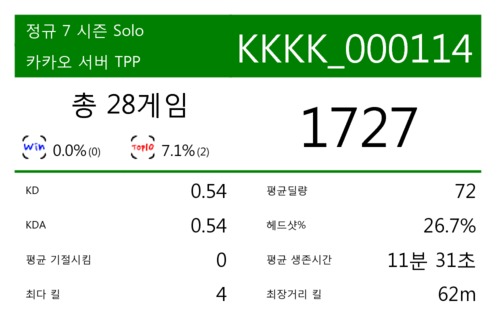 정규 7 시즌 Solo
카카오 서버 TPP
KKKK_000114
총 28게임
Win 0.0%(0) Top10 7.1%(2)
1727
KD 0.54
평균딜량 72
KDA 0.54
헤드샷% 26.7%
평균 기절시킴 0
평균 생존시간 11분 31초
최다 킬 4
최장거리 킬 62m